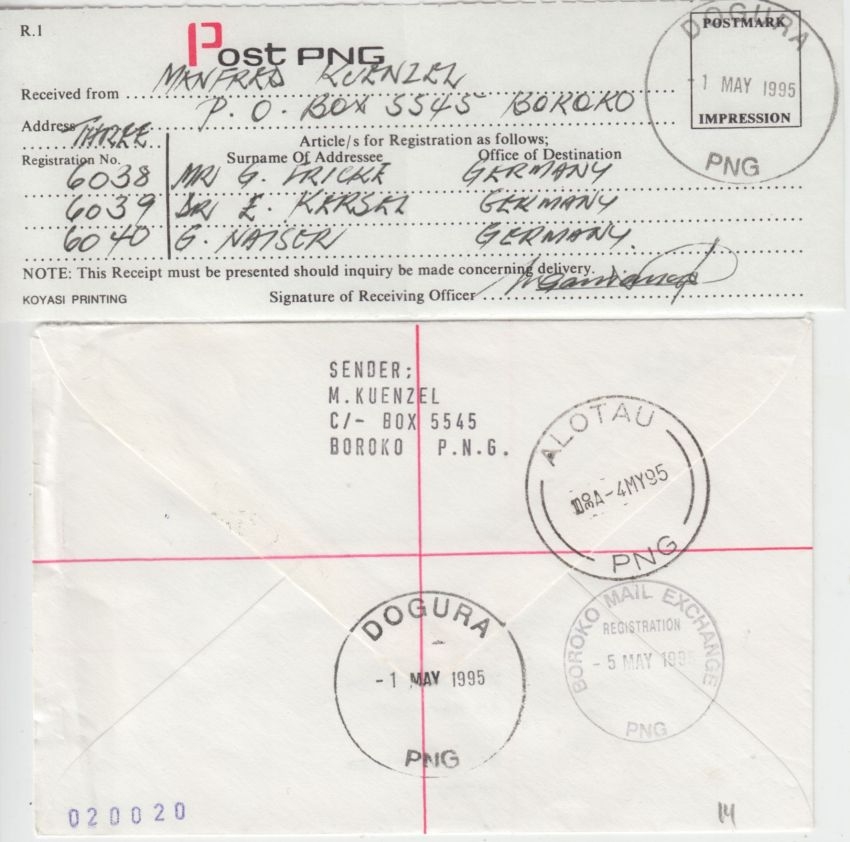 R.1
Post PNG
POSTMARK
DOGURA
- 1 MAY 1995
IMPRESSION
PNG
Received from MANFRED KUENZEL
P. O. BOX 5545 BOROKO
Address THREE
Article/s for Registration as follows;
Registration No. Surname Of Addressee Office of Destination
6038 MR G. FRICKE GERMANY
6039 DR E. KERSEL GERMANY
6040 G. NAISER GERMANY.
NOTE: This Receipt must be presented should inquiry be made concerning delivery.
KOYASI PRINTING Signature of Receiving Officer
SENDER;
M.KUENZEL
C/- BOX 5545
BOROKO P.N.G.
ALOTAU
-4MY95
PNG
DOGURA
- 1 MAY 1995
PNG
BOROKO MAIL EXCHANGE
REGISTRATION
- 5 MAY 1995
PNG
020020
14